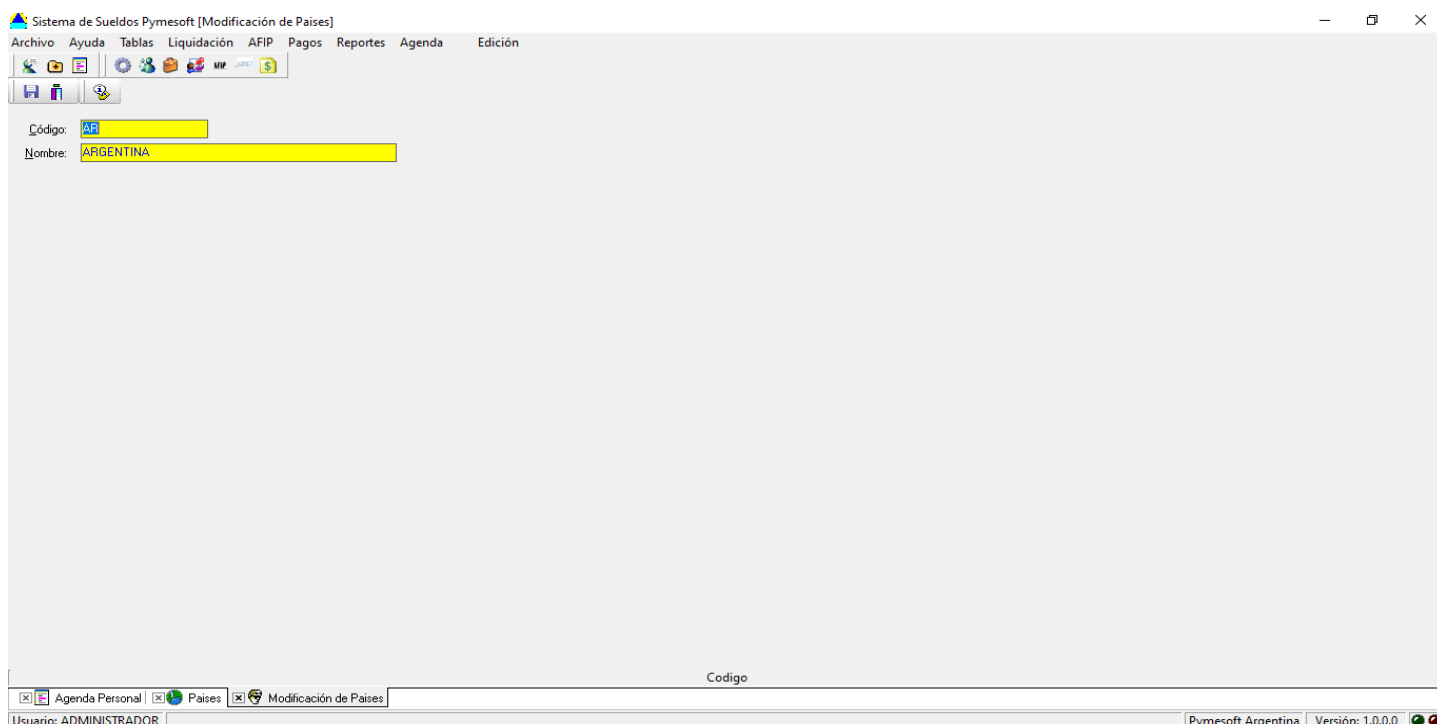 Sistema de Sueldos Pymesoft [Modificación de Paises]
Archivo Ayuda Tablas Liquidación AFIP Pagos Reportes Agenda Edición
Código: AR
Nombre: ARGENTINA
Codigo
Agenda Personal Paises Modificación de Paises
Usuario: ADMINISTRADOR Pymesoft Argentina Versión: 1.0.0.0